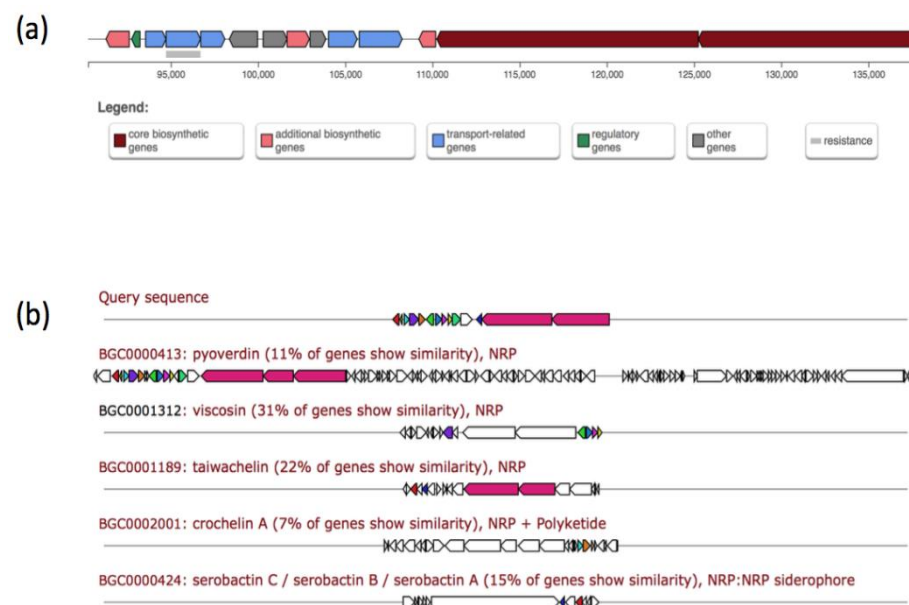 (a)
95,000 100,000 105,000 110,000 115,000 120,000 125,000 130,000 135,000
Legend:
core biosynthetic genes
additional biosynthetic genes
transport-related genes
regulatory genes
other genes
resistance
(b)
Query sequence
BGC0000413: pyoverdin (11% of genes show similarity), NRP
BGC0001312: viscosin (31% of genes show similarity), NRP
BGC0001189: taiwachelin (22% of genes show similarity), NRP
BGC0002001: crochelin A (7% of genes show similarity), NRP + Polyketide
BGC0000424: serobactin C / serobactin B / serobactin A (15% of genes show similarity), NRP:NRP siderophore